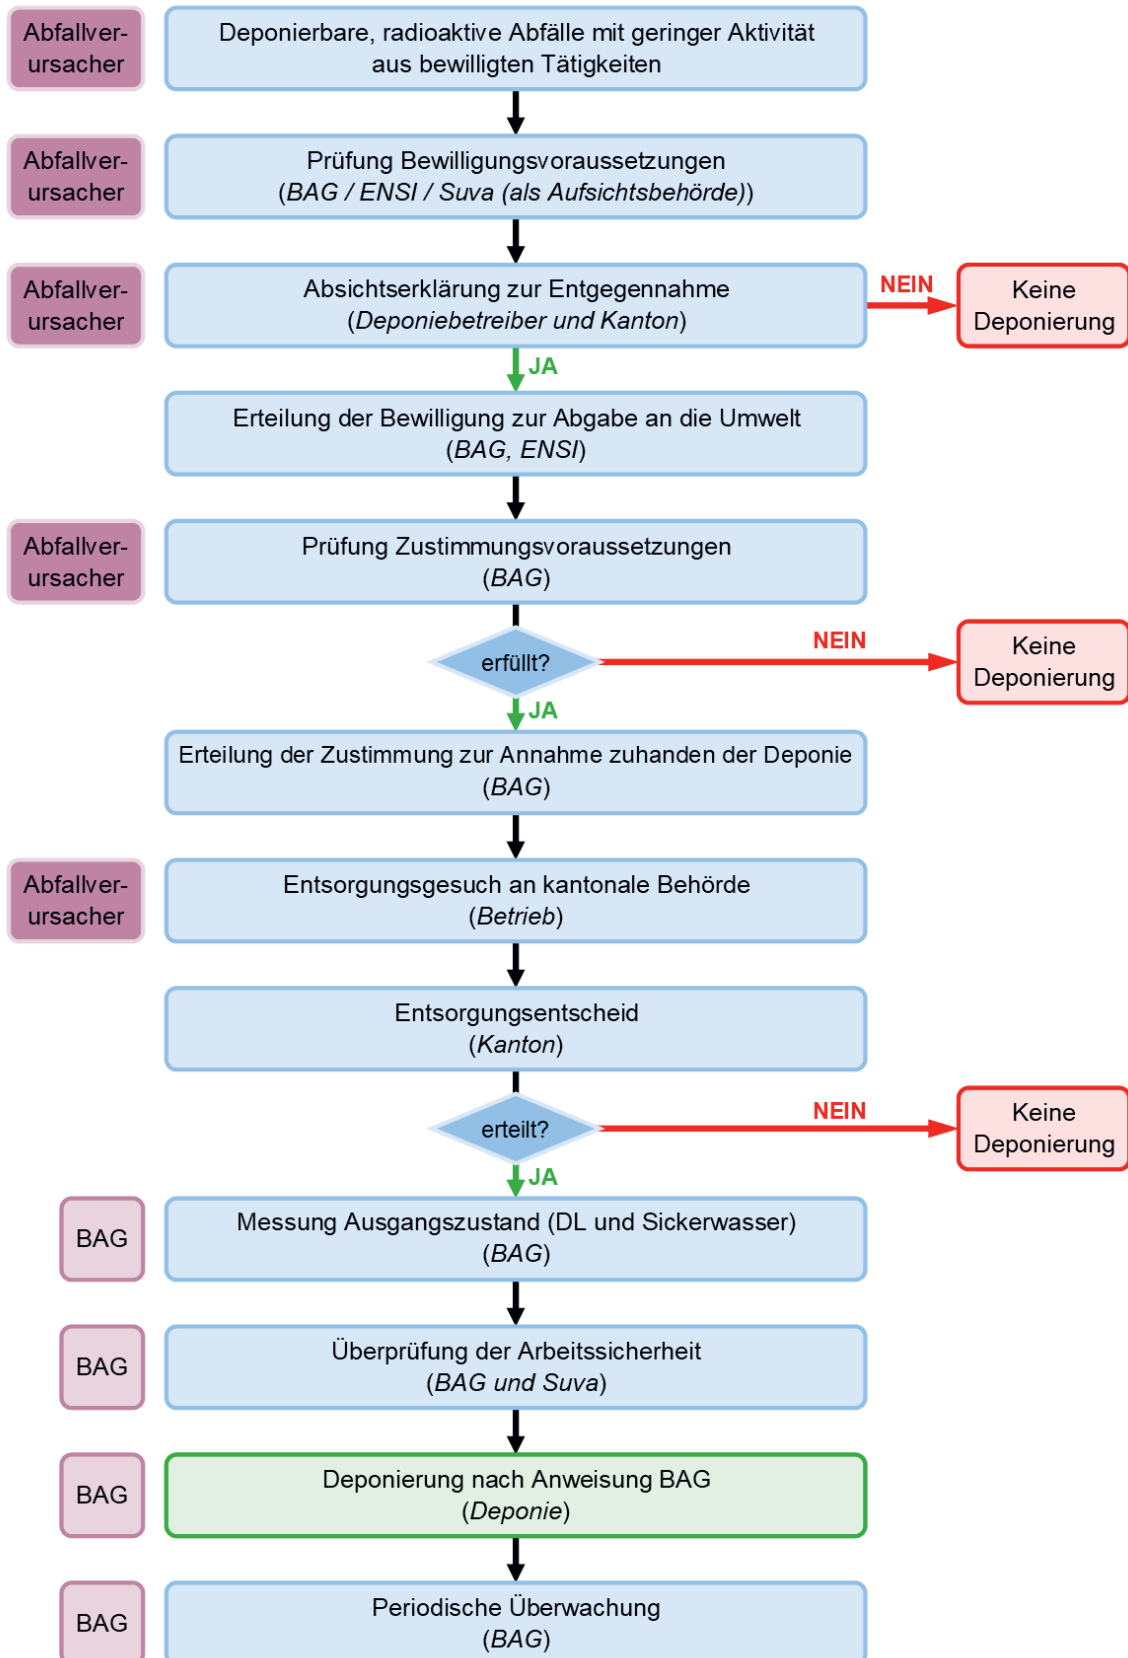 Abfallver-
ursacher
Deponierbare, radioaktive Abfälle mit geringer Aktivität
aus bewilligten Tätigkeiten
Abfallver-
ursacher
Prüfung Bewilligungsvoraussetzungen
(BAG / ENSI / Suva (als Aufsichtsbehörde))
Abfallver-
ursacher
Absichtserklärung zur Entgegennahme
(Deponiebetreiber und Kanton)
NEIN
Keine
Deponierung
JA
Erteilung der Bewilligung zur Abgabe an die Umwelt
(BAG, ENSI)
Abfallver-
ursacher
Prüfung Zustimmungsvoraussetzungen
(BAG)
erfüllt?
NEIN
Keine
Deponierung
JA
Erteilung der Zustimmung zur Annahme zuhanden der Deponie
(BAG)
Abfallver-
ursacher
Entsorgungsgesuch an kantonale Behörde
(Betrieb)
Entsorgungsentscheid
(Kanton)
erteilt?
NEIN
Keine
Deponierung
JA
BAG
Messung Ausgangszustand (DL und Sickerwasser)
(BAG)
BAG
Überprüfung der Arbeitssicherheit
(BAG und Suva)
BAG
Deponierung nach Anweisung BAG
(Deponie)
BAG
Periodische Überwachung
(BAG)